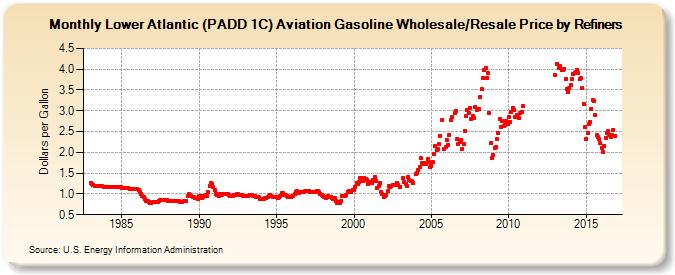 Monthly Lower Atlantic (PADD 1C) Aviation Gasoline Wholesale/Resale Price by Refiners
Dollars per Gallon
4.5
4.0
3.5
3.0
2.5
2.0
1.5
1.0
0.5
1985 1990 1995 2000 2005 2010 2015
Source: U.S. Energy Information Administration